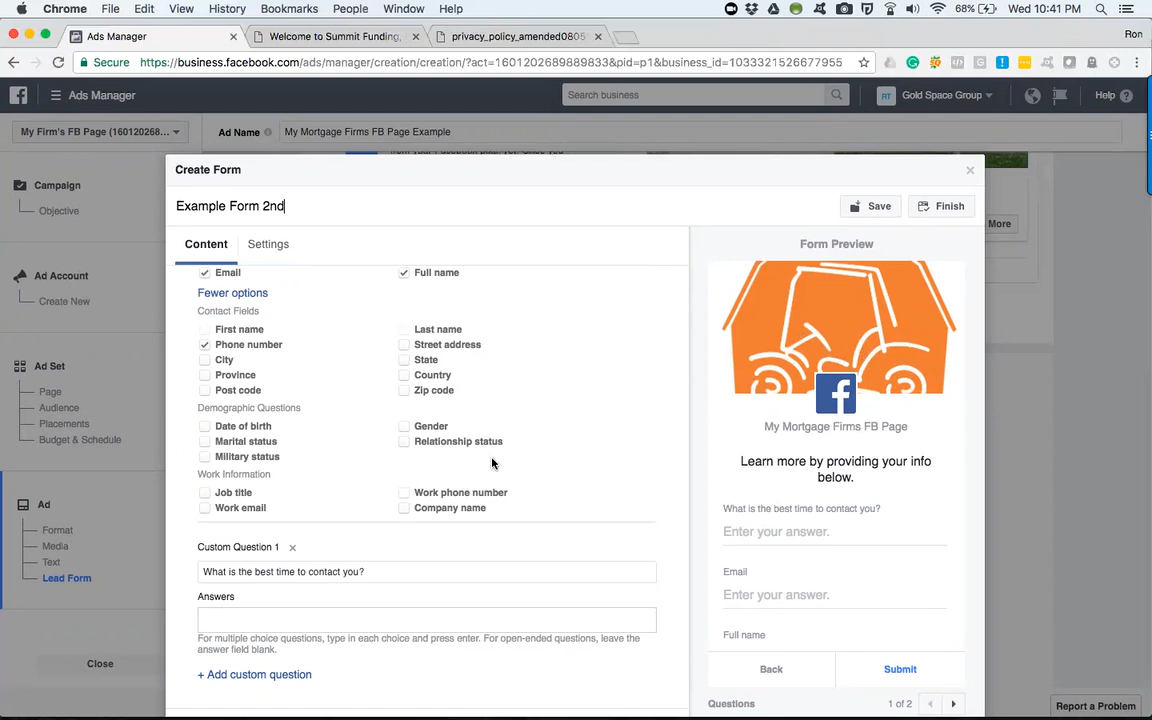 Chrome File Edit View History Bookmarks People Window Help 68% Wed 10:41 PM
Ads Manager Welcome to Summit Funding, privacy_policy_amended0805 Ron
Secure https://business.facebook.com/ads/manager/creation/creation/?act=1601202689889833&pid=p1&business_id=1033321526677955
Ads Manager Search business RT Gold Space Group Help
My Firm's FB Page (160120268... Ad Name My Mortgage Firms FB Page Example
Create Form
Campaign
Objective
Ad Account
Create New
Ad Set
Page
Audience
Placements
Budget & Schedule
Ad
Format
Media
Text
Lead Form
Close
Example Form 2nd
Save Finish
Content Settings
Email Full name
Fewer options
Contact Fields
First name Last name
Phone number Street address
City State
Province Country
Post code Zip code
Demographic Questions
Date of birth Gender
Marital status Relationship status
Military status
Work Information
Job title Work phone number
Work email Company name
Custom Question 1
What is the best time to contact you?
Answers
For multiple choice questions, type in each choice and press enter. For open-ended questions, leave the
answer field blank.
+ Add custom question
Form Preview
My Mortgage Firms FB Page
Learn more by providing your info
below.
What is the best time to contact you?
Enter your answer.
Email
Enter your answer.
Full name
Back Submit
Questions 1 of 2
More
Report a Problem